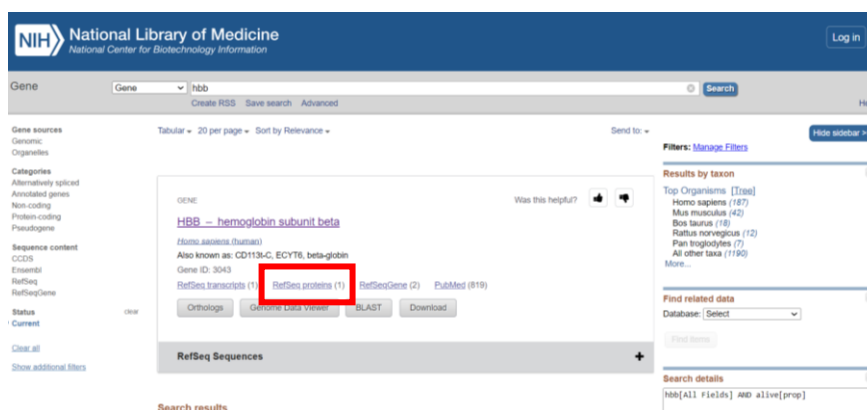 NIH National Library of Medicine
National Center for Biotechnology Information
Log in
Gene
Gene
hbb
Search
Create RSS Save search Advanced
Gene sources
Genomic
Organelles
Categories
Alternatively spliced
Annotated genes
Non-coding
Protein-coding
Pseudogene
Sequence content
CCDS
Ensembl
RefSeq
RefSeqGene
Status clear
Current
Clear all
Show additional filters
Tabular 20 per page Sort by Relevance
Send to:
GENE
Was this helpful?
HBB – hemoglobin subunit beta
Homo sapiens (human)
Also known as: CD113t-C, ECYT6, beta-globin
Gene ID: 3043
RefSeq transcripts (1) RefSeq proteins (1) RefSeqGene (2) PubMed (819)
Orthologs Genome Data Viewer BLAST Download
RefSeq Sequences +
Search results
Hide sidebar >
Filters: Manage Filters
Results by taxon
Top Organisms [Tree]
Homo sapiens (187)
Mus musculus (42)
Bos taurus (18)
Rattus norvegicus (12)
Pan troglodytes (7)
All other taxa (1190)
More...
Find related data
Database: Select
Find items
Search details
hbb[All Fields] AND alive[prop]